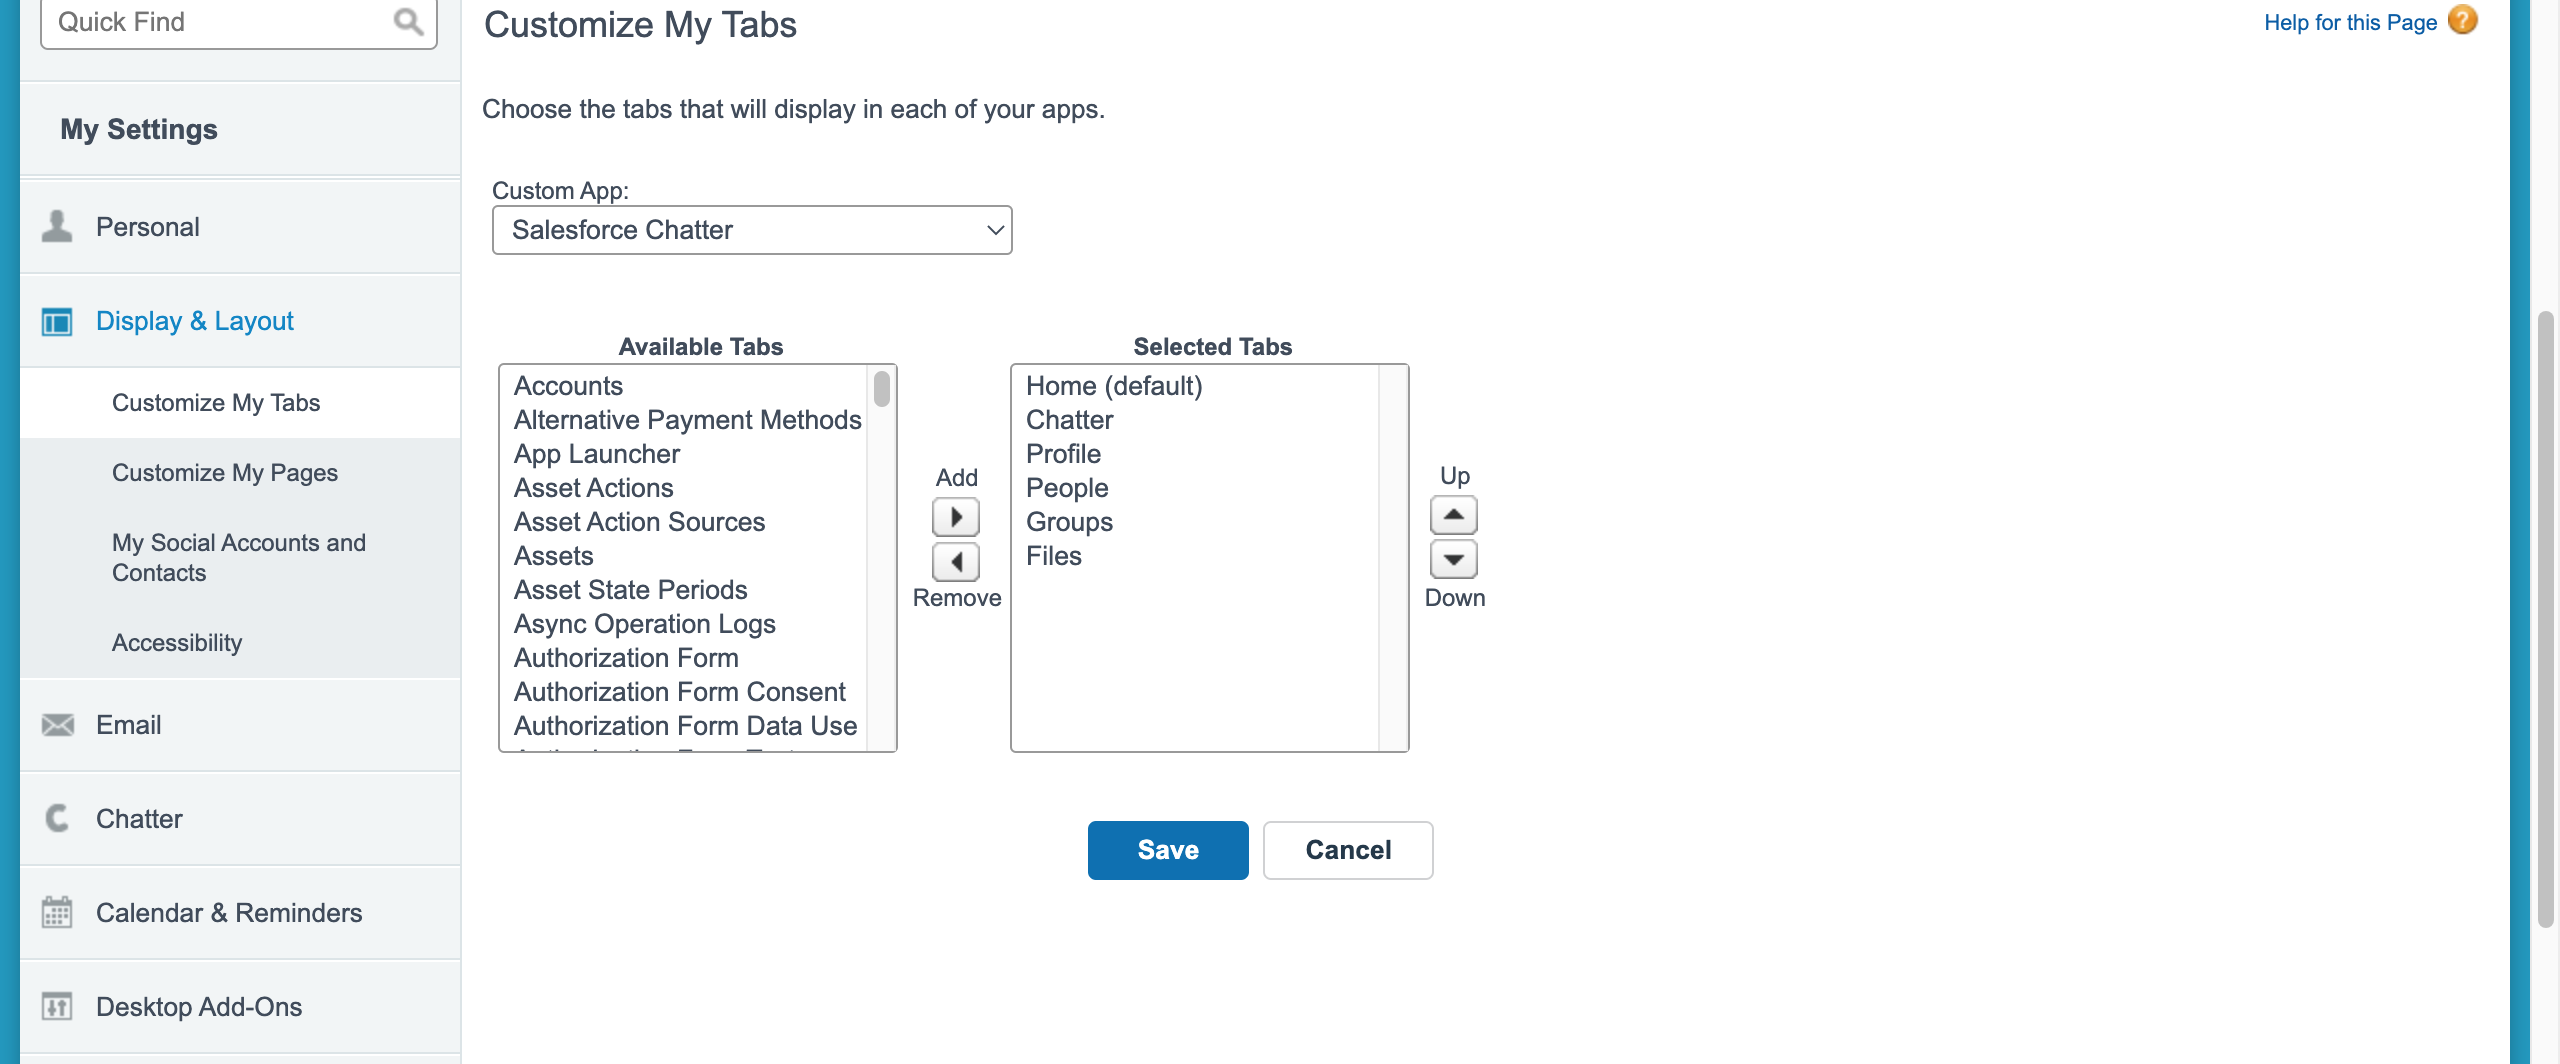 Quick Find
Customize My Tabs
Help for this Page
My Settings
Choose the tabs that will display in each of your apps.
Custom App:
Salesforce Chatter
Personal
Display & Layout
Customize My Tabs
Customize My Pages
My Social Accounts and
Contacts
Accessibility
Email
Chatter
Calendar & Reminders
Desktop Add-Ons
Available Tabs
Accounts
Alternative Payment Methods
App Launcher
Asset Actions
Asset Action Sources
Assets
Asset State Periods
Async Operation Logs
Authorization Form
Authorization Form Consent
Authorization Form Data Use
Add
Remove
Selected Tabs
Home (default)
Chatter
Profile
People
Groups
Files
Up
Down
Save
Cancel